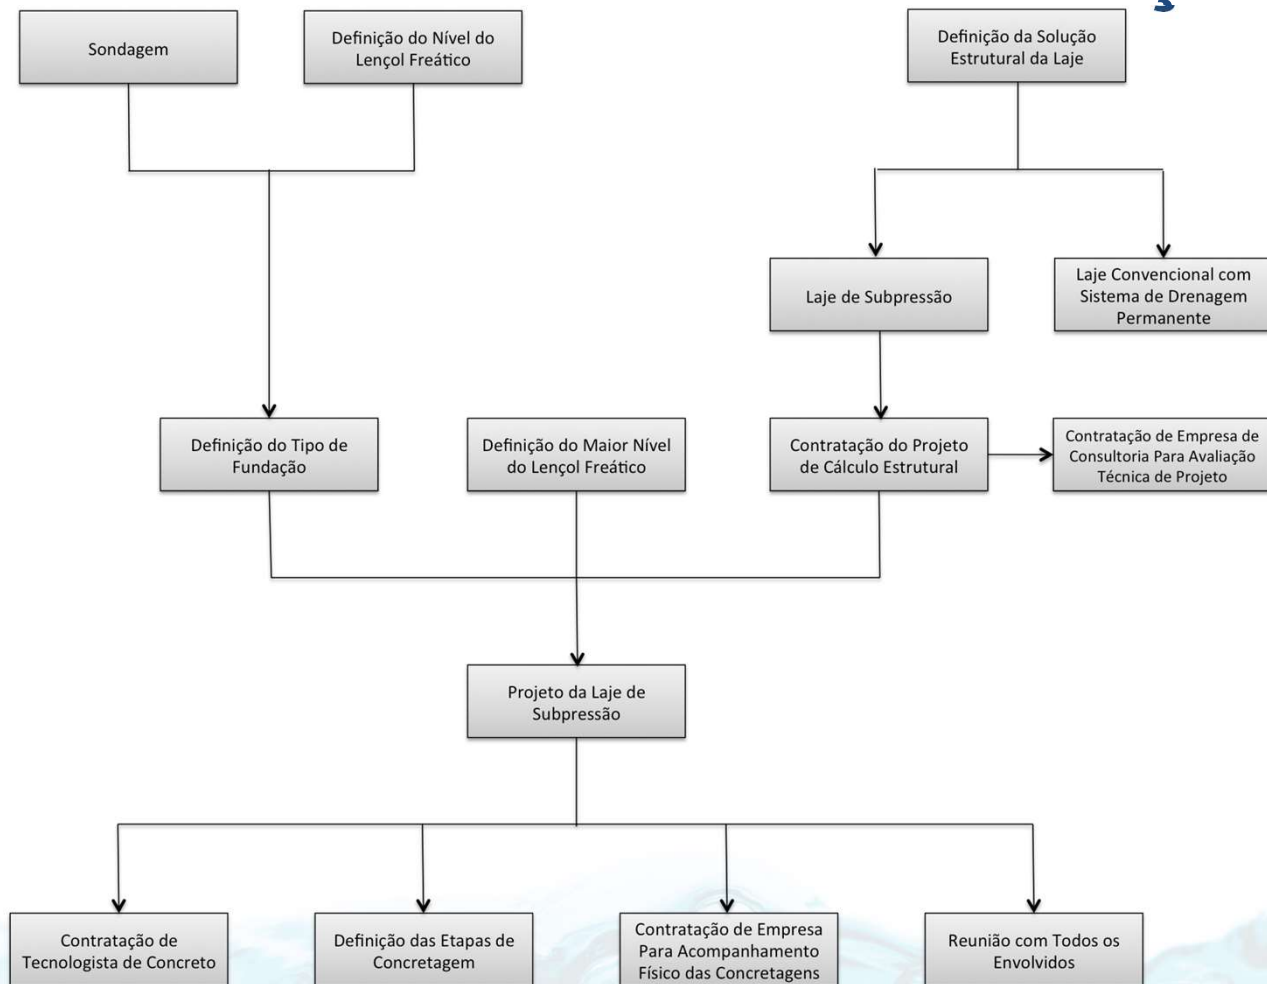 Sondagem
Definição do Nível do
Lençol Freático
Definição da Solução
Estrutural da Laje
Laje de Subpressão
Laje Convencional com
Sistema de Drenagem
Permanente
Definição do Tipo de
Fundação
Definição do Maior Nível
do Lençol Freático
Contratação do Projeto
de Cálculo Estrutural
Contratação de Empresa de
Consultoria Para Avaliação
Técnica de Projeto
Projeto da Laje de
Subpressão
Contratação de
Tecnologista de Concreto
Definição das Etapas de
Concretagem
Contratação de Empresa
Para Acompanhamento
Físico das Concretagens
Reunião com Todos os
Envolvidos